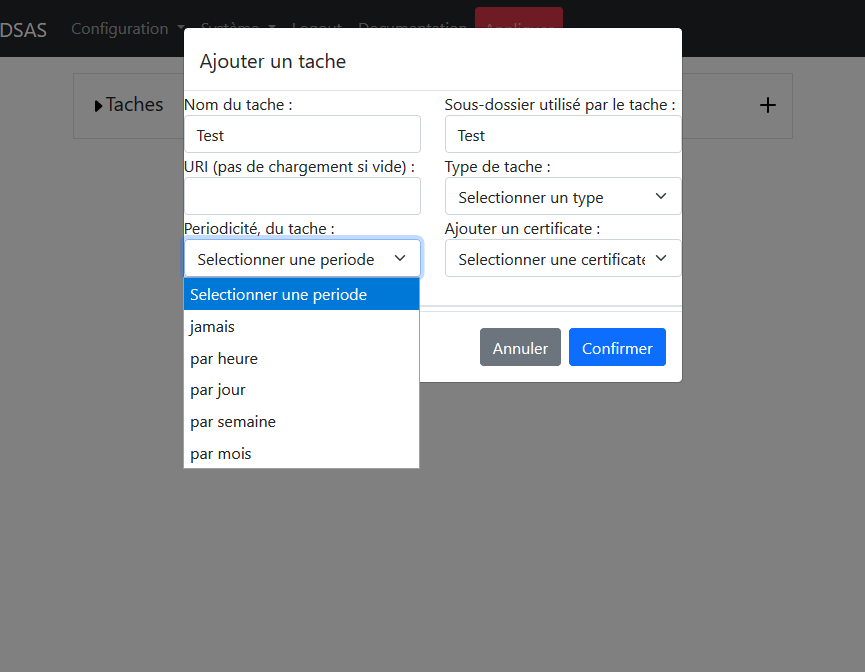 DSAS Configuration Système Logout Documentation Appliquer
Ajouter un tache
Taches
Nom du tache : Sous-dossier utilisé par le tache :
Test Test
URI (pas de chargement si vide) : Type de tache :
Selectionner un type
Periodicité, du tache : Ajouter un certificate :
Selectionner une periode Selectionner une certificate
Selectionner une periode
jamais
par heure
Annuler Confirmer
par jour
par semaine
par mois